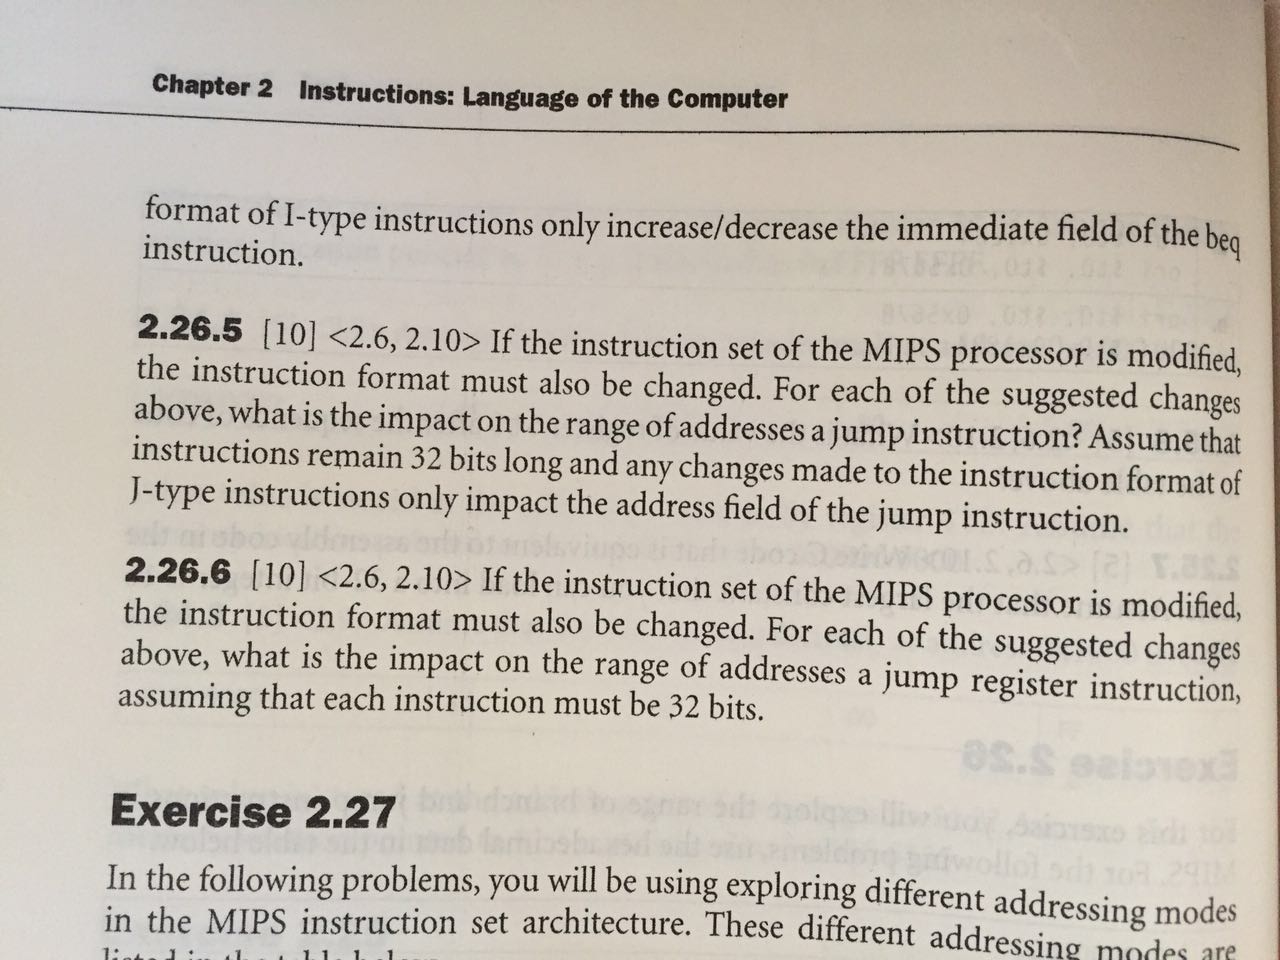 Chapter 2 Instructions: Language of the Computer
format of I-type instructions only increase/decrease the immediate field of the beq
instruction.
2.26.5 [10] <2.6, 2.10> If the instruction set of the MIPS processor is modified,
the instruction format must also be changed. For each of the suggested changes
above, what is the impact on the range of addresses a jump instruction? Assume that
instructions remain 32 bits long and any changes made to the instruction format of
J-type instructions only impact the address field of the jump instruction.
2.26.6 [10] <2.6, 2.10> If the instruction set of the MIPS processor is modified,
the instruction format must also be changed. For each of the suggested changes
above, what is the impact on the range of addresses a jump register instruction,
assuming that each instruction must be 32 bits.
Exercise 2.27
In the following problems, you will be using exploring different addressing modes
in the MIPS instruction set architecture. These different addressing modes are